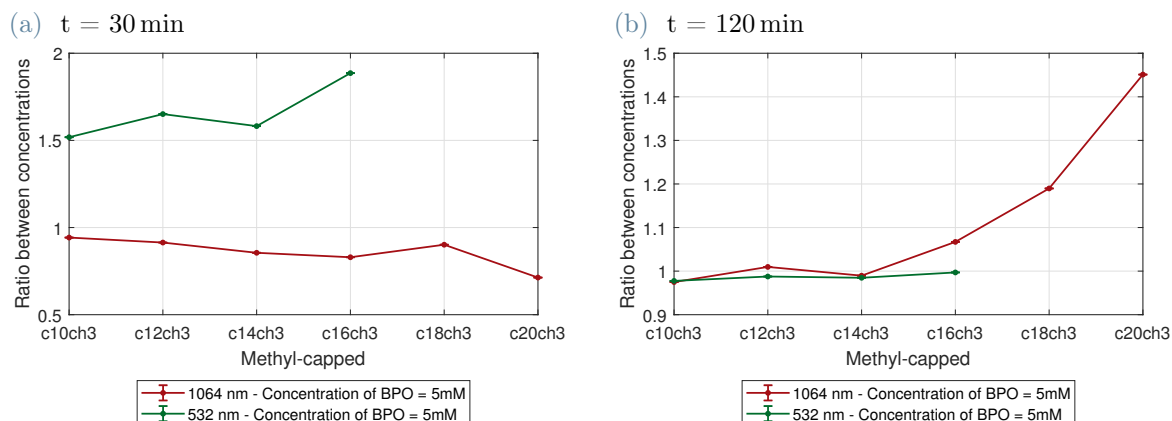 (a) t = 30 min
2
1.5
1
0.5
Ratio between concentrations
c10ch3 c12ch3 c14ch3 c16ch3 c18ch3 c20ch3
Methyl-capped
1064 nm - Concentration of BPO = 5mM
532 nm - Concentration of BPO = 5mM
(b) t = 120 min
1.5
1.4
1.3
1.2
1.1
1
0.9
Ratio between concentrations
c10ch3 c12ch3 c14ch3 c16ch3 c18ch3 c20ch3
Methyl-capped
1064 nm - Concentration of BPO = 5mM
532 nm - Concentration of BPO = 5mM